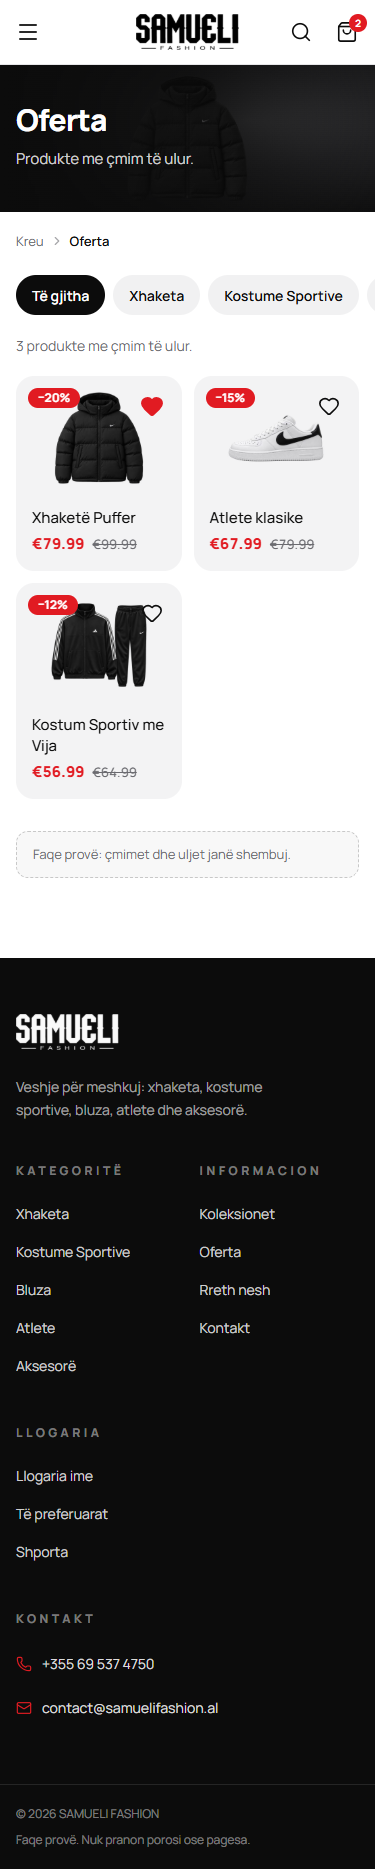 SAMUELI
FASHION
2
Oferta
Produkte me çmim të ulur.
Kreu > Oferta
Të gjitha
Xhaketa
Kostume Sportive
3 produkte me çmim të ulur.
−20%
Xhaketë Puffer
€79.99 €99.99
−15%
Atlete klasike
€67.99 €79.99
−12%
Kostum Sportiv me
Vija
€56.99 €64.99
Faqe provë: çmimet dhe uljet janë shembuj.
SAMUELI
FASHION
Veshje për meshkuj: xhaketa, kostume
sportive, bluza, atlete dhe aksesorë.
KATEGORITË
Xhaketa
Kostume Sportive
Bluza
Atlete
Aksesorë
INFORMACION
Koleksionet
Oferta
Rreth nesh
Kontakt
LLOGARIA
Llogaria ime
Të preferuarat
Shporta
KONTAKT
+355 69 537 4750
contact@samuelifashion.al
© 2026 SAMUELI FASHION
Faqe provë. Nuk pranon porosi ose pagesa.